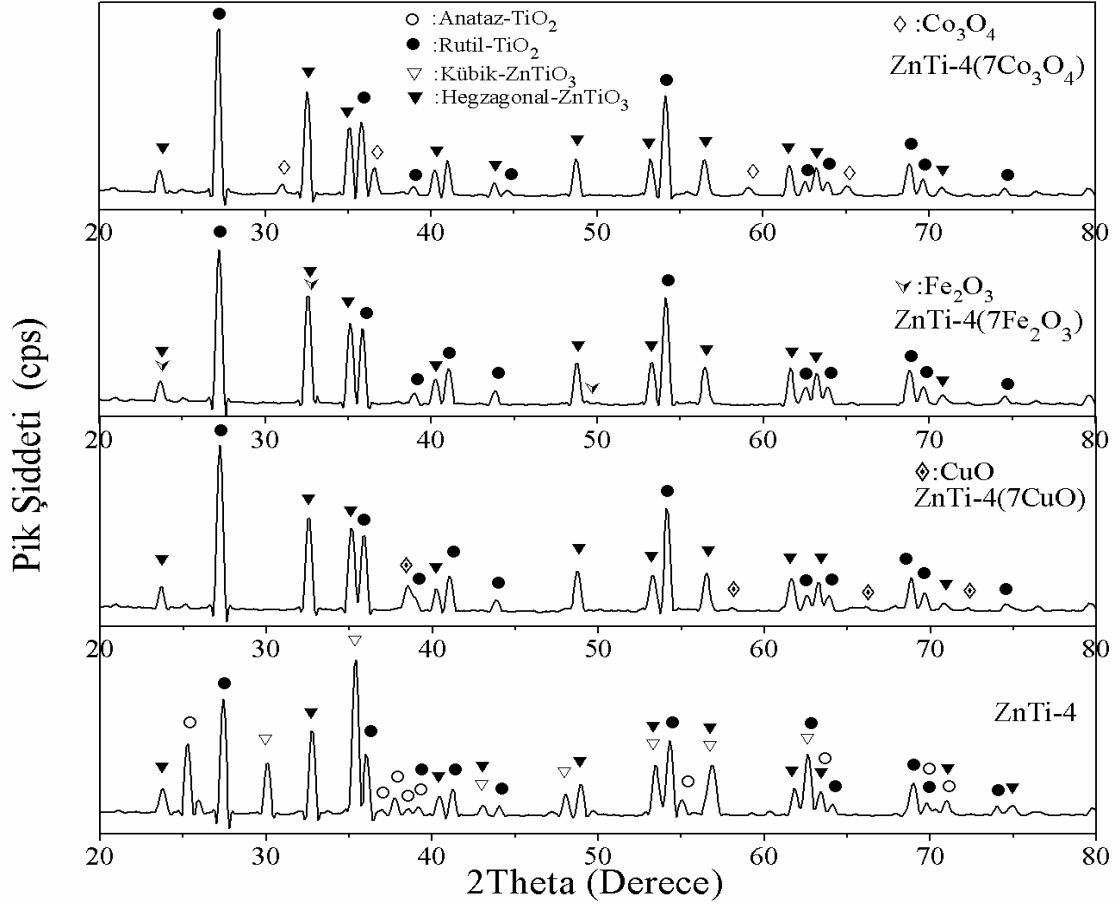 ○ :Anataz-TiO₂
● :Rutil-TiO₂
▽ :Kübik-ZnTiO₃
▼ :Hegzagonal-ZnTiO₃
◇ :Co₃O₄
ZnTi-4(7Co₃O₄)
20 30 40 50 60 70 80
:Fe₂O₃
ZnTi-4(7Fe₂O₃)
20 30 40 50 60 70 80
:CuO
ZnTi-4(7CuO)
20 30 40 50 60 70 80
ZnTi-4
20 30 40 50 60 70 80
2Theta (Derece)
Pik Şiddeti (cps)